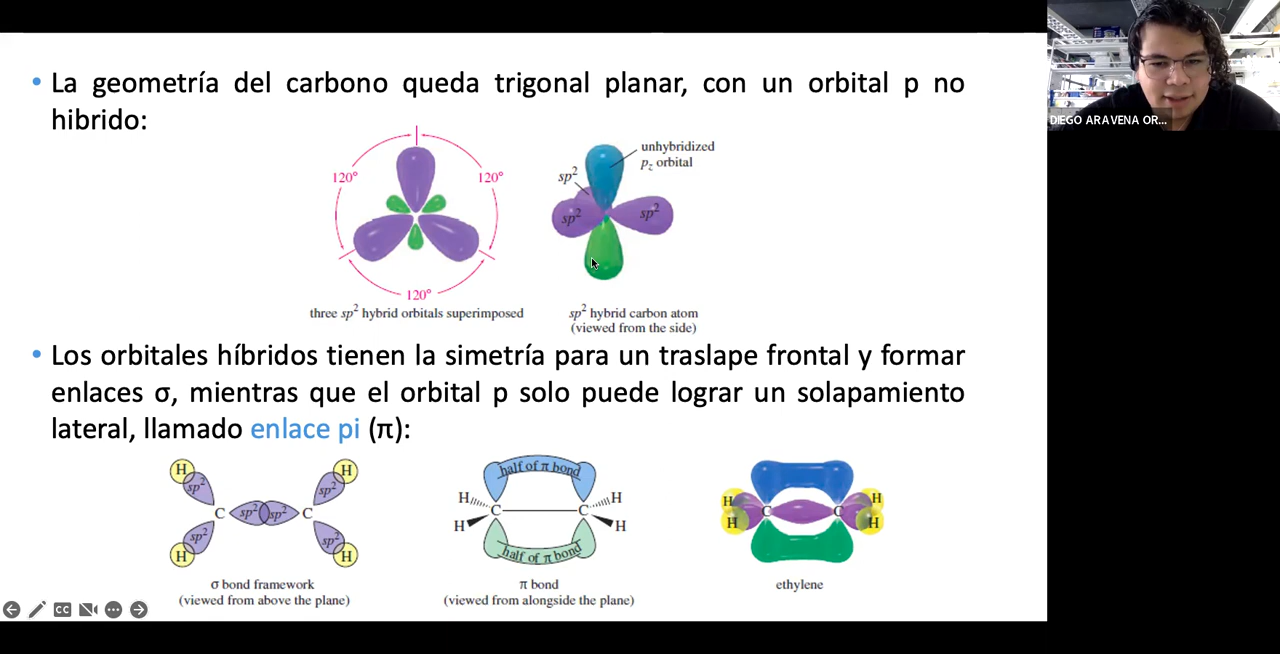 • La geometría del carbono queda trigonal planar, con un orbital p no
hibrido:
120°
120°
120°
three sp² hybrid orbitals superimposed
unhybridized
p_z orbital
sp²
sp²
sp²
sp² hybrid carbon atom
(viewed from the side)
• Los orbitales híbridos tienen la simetría para un traslape frontal y formar
enlaces σ, mientras que el orbital p solo puede lograr un solapamiento
lateral, llamado enlace pi (π):
H
sp²
H
sp²
C
sp²
sp²
C
sp²
H
sp²
H
σ bond framework
(viewed from above the plane)
half of π bond
H
H
C
C
H
H
half of π bond
π bond
(viewed from alongside the plane)
H
H
C
C
H
H
ethylene
CC
DIEGO ARAVENA OR...